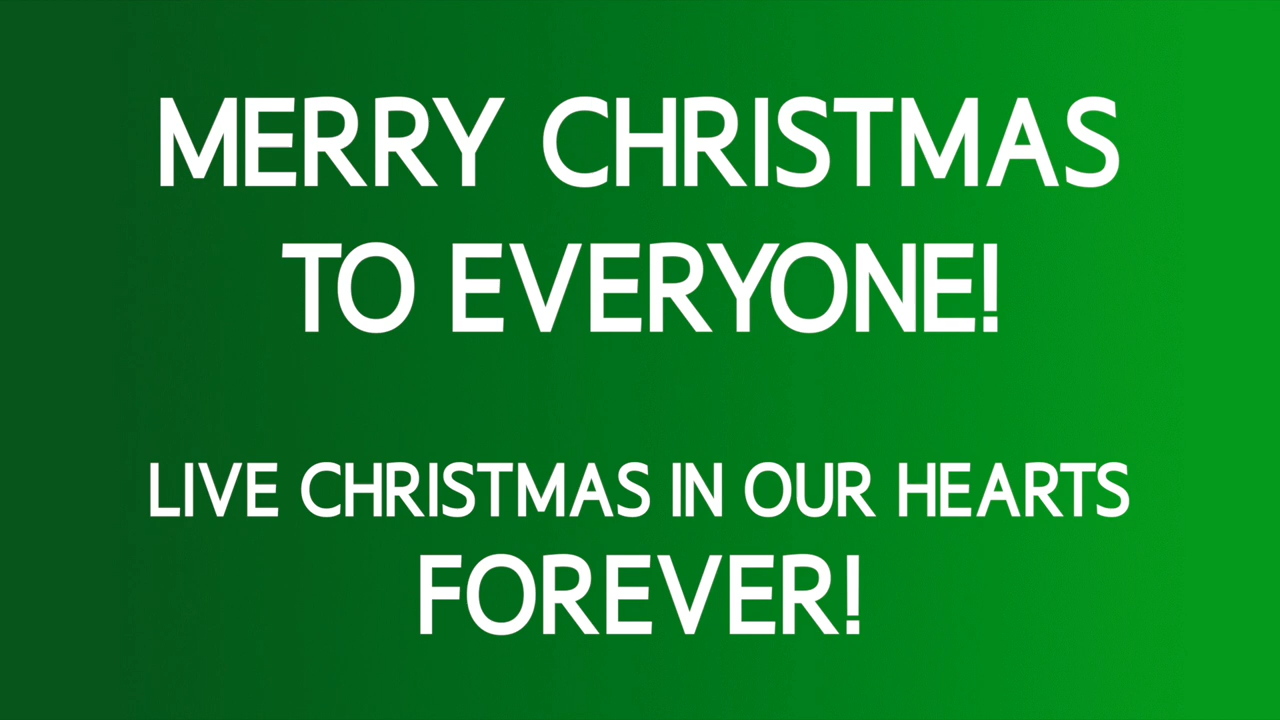 MERRY CHRISTMAS
TO EVERYONE!
LIVE CHRISTMAS IN OUR HEARTS
FOREVER!